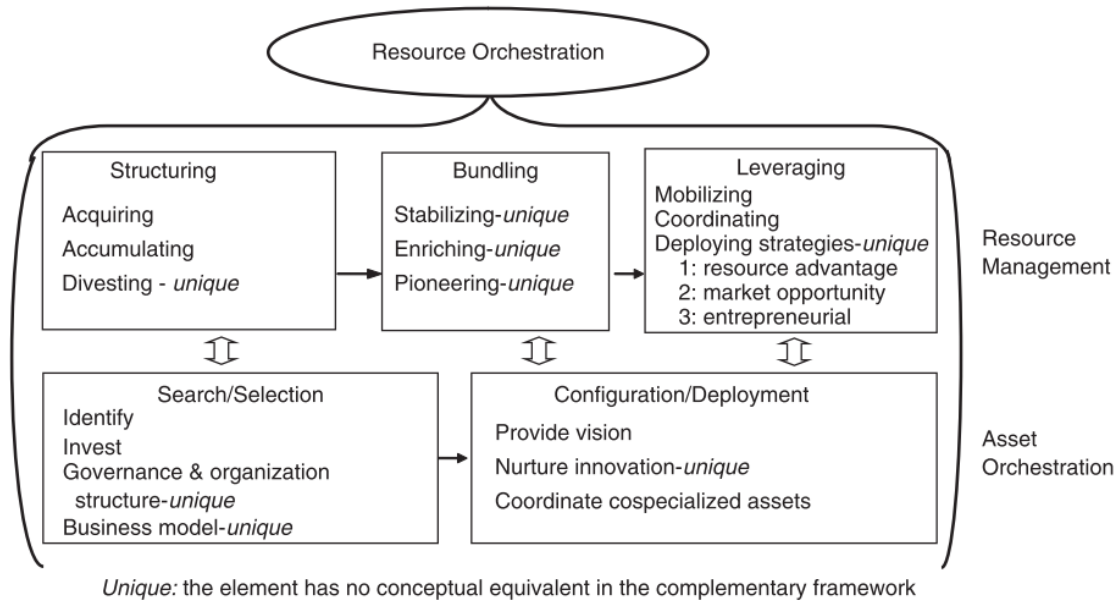 Resource Orchestration
Structuring
Acquiring
Accumulating
Divesting - unique
Bundling
Stabilizing-unique
Enriching-unique
Pioneering-unique
Leveraging
Mobilizing
Coordinating
Deploying strategies-unique
1: resource advantage
2: market opportunity
3: entrepreneurial
Resource
Management
Search/Selection
Identify
Invest
Governance & organization
structure-unique
Business model-unique
Configuration/Deployment
Provide vision
Nurture innovation-unique
Coordinate cospecialized assets
Asset
Orchestration
Unique: the element has no conceptual equivalent in the complementary framework